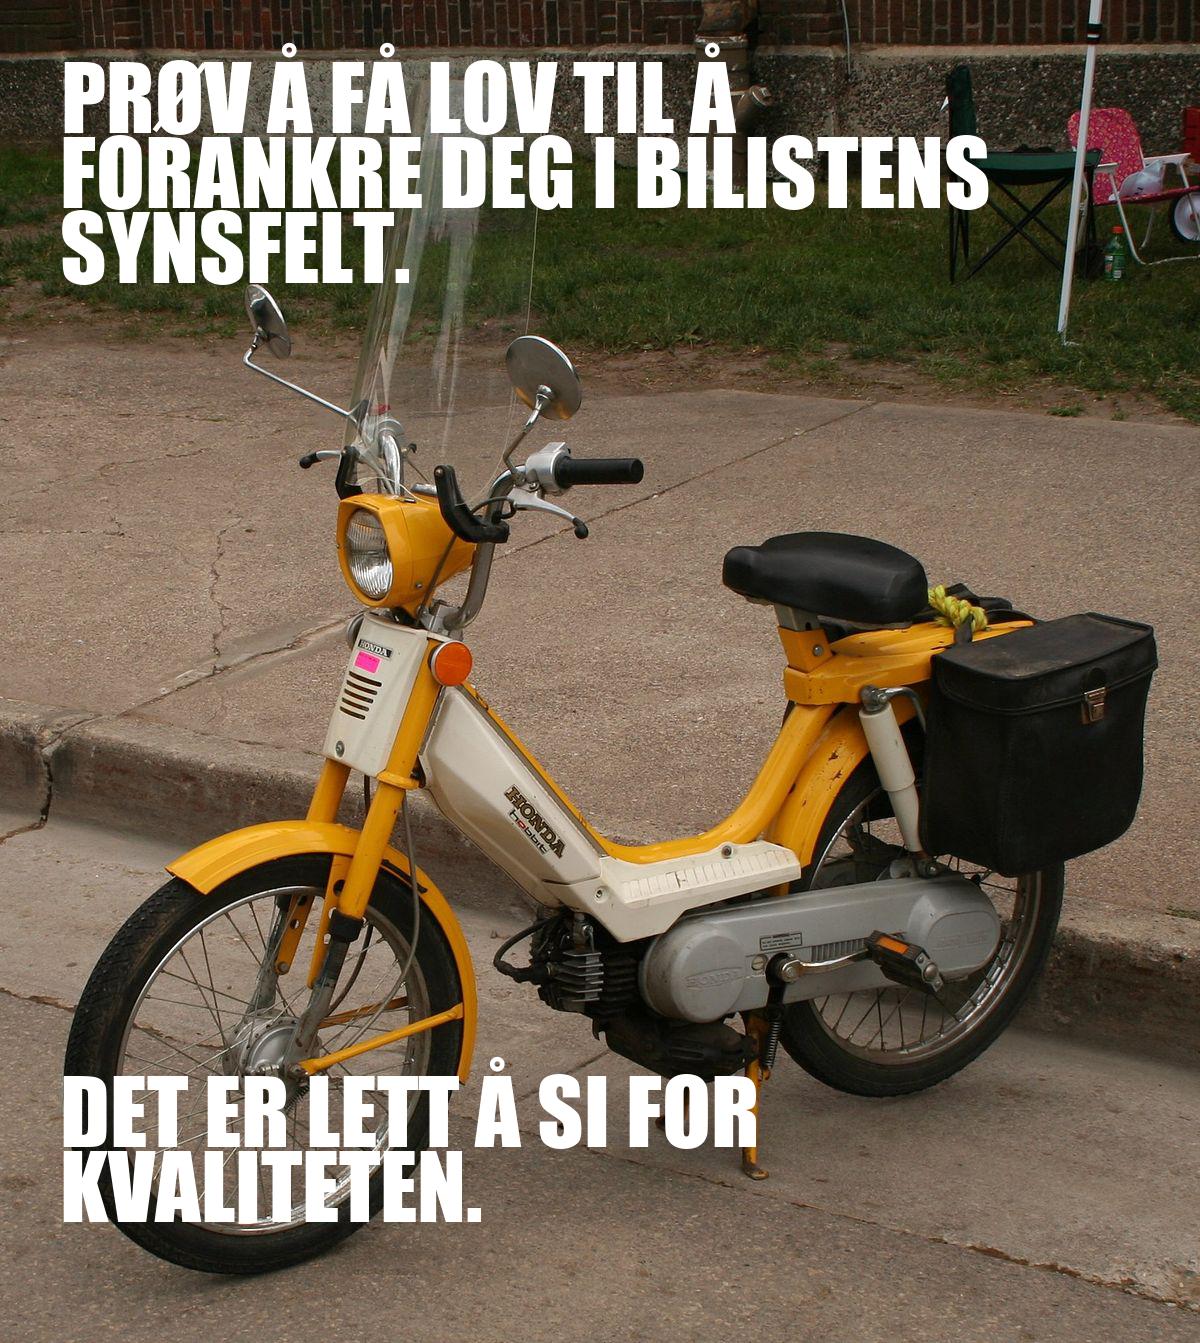 PRØV Å FÅ LOV TIL Å
FORANKRE DEG I BILISTENS
SYNSFELT.
HONDA
HONDA
hobbit
HONDA
DET ER LETT Å SI FOR
KVALITETEN.